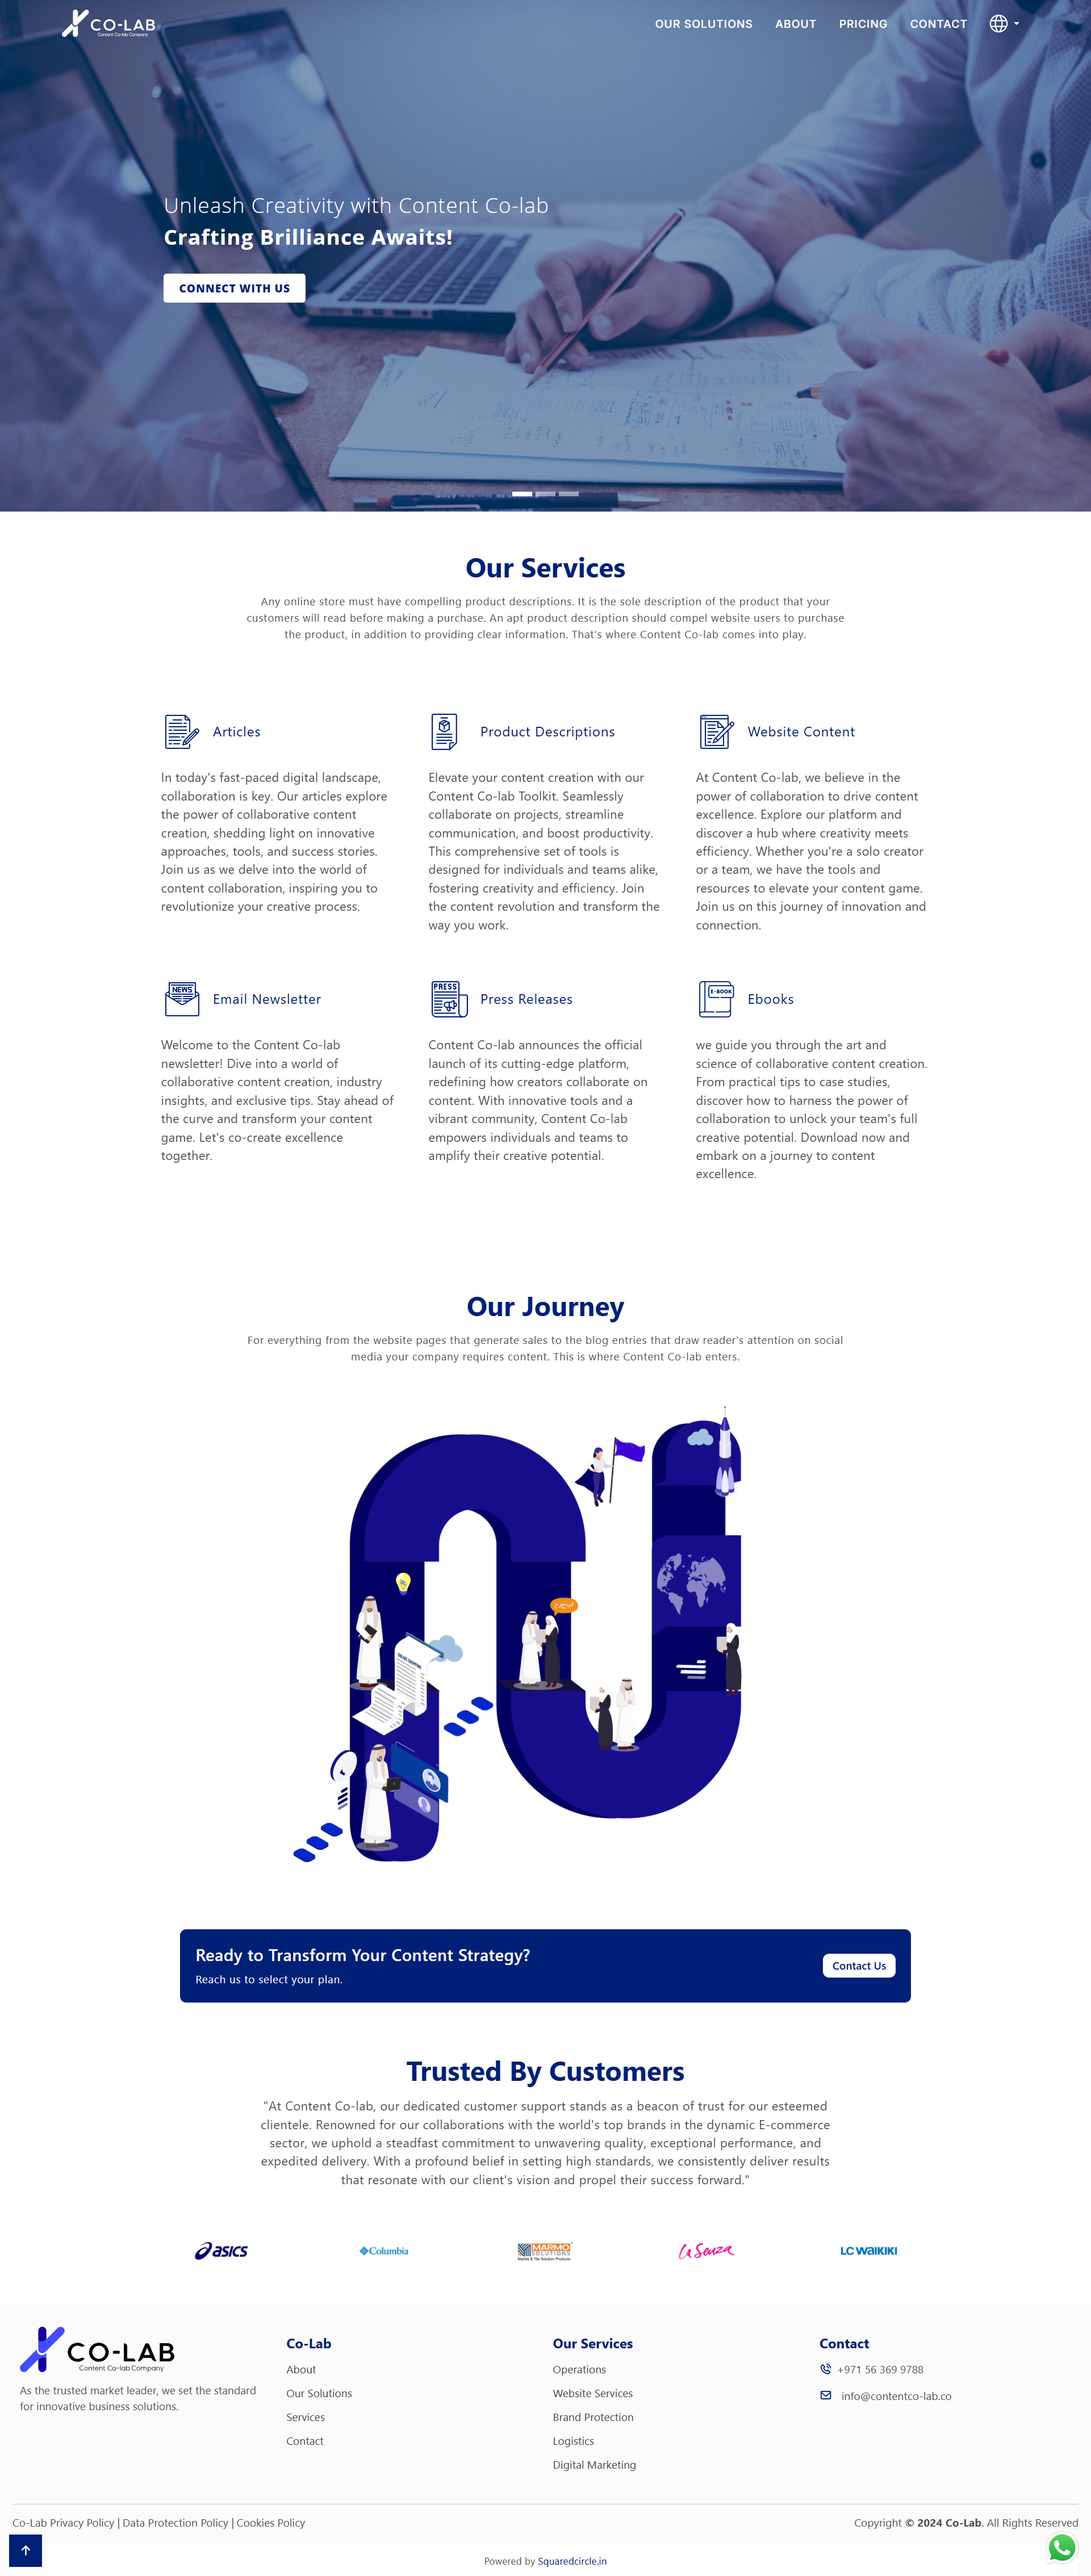 CO-LAB
Content Co-lab Company
OUR SOLUTIONS ABOUT PRICING CONTACT
Unleash Creativity with Content Co-lab
Crafting Brilliance Awaits!
CONNECT WITH US
Our Services
Any online store must have compelling product descriptions. It is the sole description of the product that your
customers will read before making a purchase. An apt product description should compel website users to purchase
the product, in addition to providing clear information. That's where Content Co-lab comes into play.
Articles
In today's fast-paced digital landscape,
collaboration is key. Our articles explore
the power of collaborative content
creation, shedding light on innovative
approaches, tools, and success stories.
Join us as we delve into the world of
content collaboration, inspiring you to
revolutionize your creative process.
Product Descriptions
Elevate your content creation with our
Content Co-lab Toolkit. Seamlessly
collaborate on projects, streamline
communication, and boost productivity.
This comprehensive set of tools is
designed for individuals and teams alike,
fostering creativity and efficiency. Join
the content revolution and transform the
way you work.
Website Content
At Content Co-lab, we believe in the
power of collaboration to drive content
excellence. Explore our platform and
discover a hub where creativity meets
efficiency. Whether you're a solo creator
or a team, we have the tools and
resources to elevate your content game.
Join us on this journey of innovation and
connection.
NEWS
Email Newsletter
Welcome to the Content Co-lab
newsletter! Dive into a world of
collaborative content creation, industry
insights, and exclusive tips. Stay ahead of
the curve and transform your content
game. Let's co-create excellence
together.
PRESS
Press Releases
Content Co-lab announces the official
launch of its cutting-edge platform,
redefining how creators collaborate on
content. With innovative tools and a
vibrant community, Content Co-lab
empowers individuals and teams to
amplify their creative potential.
E-BOOK
Ebooks
we guide you through the art and
science of collaborative content creation.
From practical tips to case studies,
discover how to harness the power of
collaboration to unlock your team's full
creative potential. Download now and
embark on a journey to content
excellence.
Our Journey
For everything from the website pages that generate sales to the blog entries that draw reader's attention on social
media your company requires content. This is where Content Co-lab enters.
Ready to Transform Your Content Strategy?
Reach us to select your plan.
Contact Us
Trusted By Customers
"At Content Co-lab, our dedicated customer support stands as a beacon of trust for our esteemed
clientele. Renowned for our collaborations with the world's top brands in the dynamic E-commerce
sector, we uphold a steadfast commitment to unwavering quality, exceptional performance, and
expedited delivery. With a profound belief in setting high standards, we consistently deliver results
that resonate with our client's vision and propel their success forward."
asics
Columbia
MARMO
SOLUTIONS
Marble & Tile Solution Products
La Senza
LC WAIKIKI
CO-LAB
Content Co-lab Company
As the trusted market leader, we set the standard
for innovative business solutions.
Co-Lab
About
Our Solutions
Services
Contact
Our Services
Operations
Website Services
Brand Protection
Logistics
Digital Marketing
Contact
+971 56 369 9788
info@contentco-lab.co
Co-Lab Privacy Policy | Data Protection Policy | Cookies Policy
Copyright © 2024 Co-Lab. All Rights Reserved
Powered by Squaredcircle.in